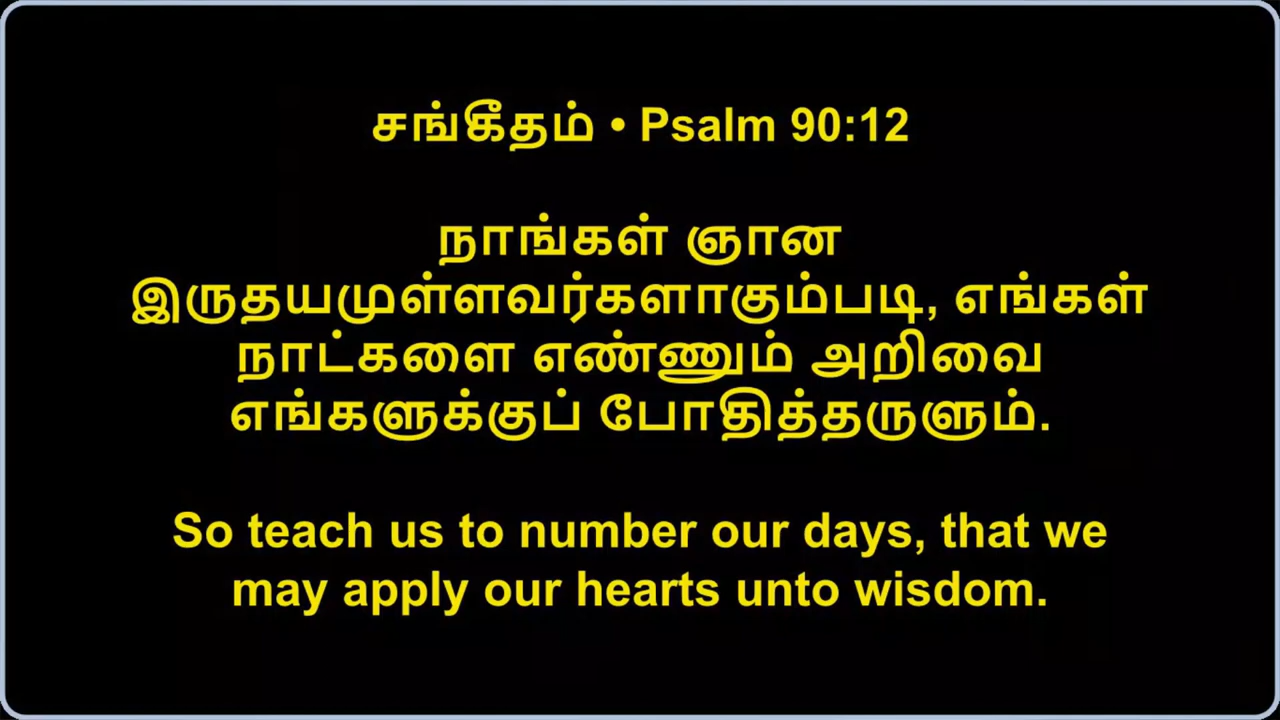 சங்கீதம் • Psalm 90:12
நாங்கள் ஞான
இருதயமுள்ளவர்களாகும்படி, எங்கள்
நாட்களை எண்ணும் அறிவை
எங்களுக்குப் போதித்தருளும்.
So teach us to number our days, that we
may apply our hearts unto wisdom.